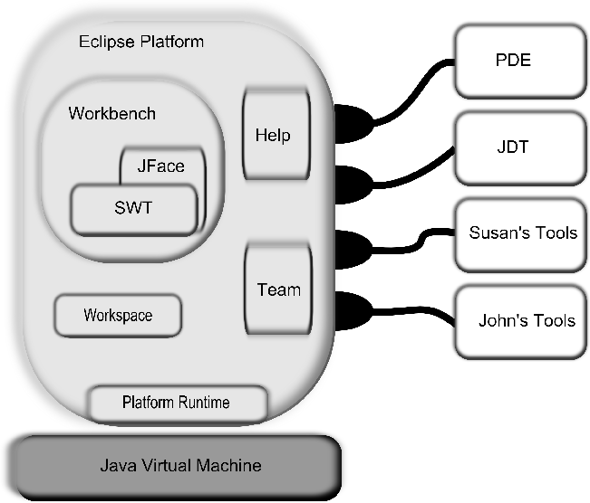 Eclipse Platform
Workbench
JFace
SWT
Help
Workspace
Team
Platform Runtime
Java Virtual Machine
PDE
JDT
Susan's Tools
John's Tools